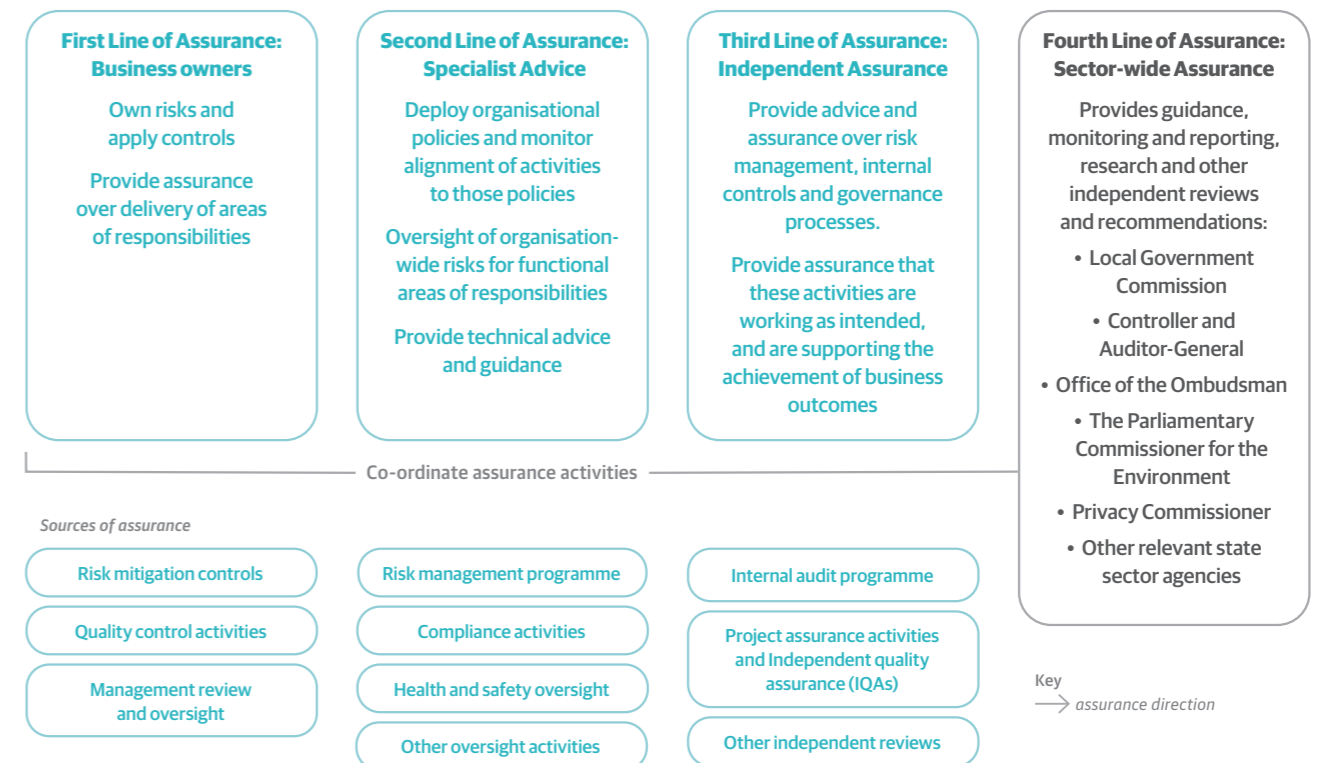 First Line of Assurance:
Business owners
Own risks and
apply controls
Provide assurance
over delivery of areas
of responsibilities
Second Line of Assurance:
Specialist Advice
Deploy organisational
policies and monitor
alignment of activities
to those policies
Oversight of organisation-
wide risks for functional
areas of responsibilities
Provide technical advice
and guidance
Third Line of Assurance:
Independent Assurance
Provide advice and
assurance over risk
management, internal
controls and governance
processes.
Provide assurance that
these activities are
working as intended,
and are supporting the
achievement of business
outcomes
Fourth Line of Assurance:
Sector-wide Assurance
Provides guidance,
monitoring and reporting,
research and other
independent reviews
and recommendations:
• Local Government
Commission
• Controller and
Auditor-General
• Office of the Ombudsman
• The Parliamentary
Commissioner for the
Environment
• Privacy Commissioner
• Other relevant state
sector agencies
Co-ordinate assurance activities
Sources of assurance
Risk mitigation controls
Quality control activities
Management review
and oversight
Risk management programme
Compliance activities
Health and safety oversight
Other oversight activities
Internal audit programme
Project assurance activities
and Independent quality
assurance (IQAs)
Other independent reviews
Key
assurance direction